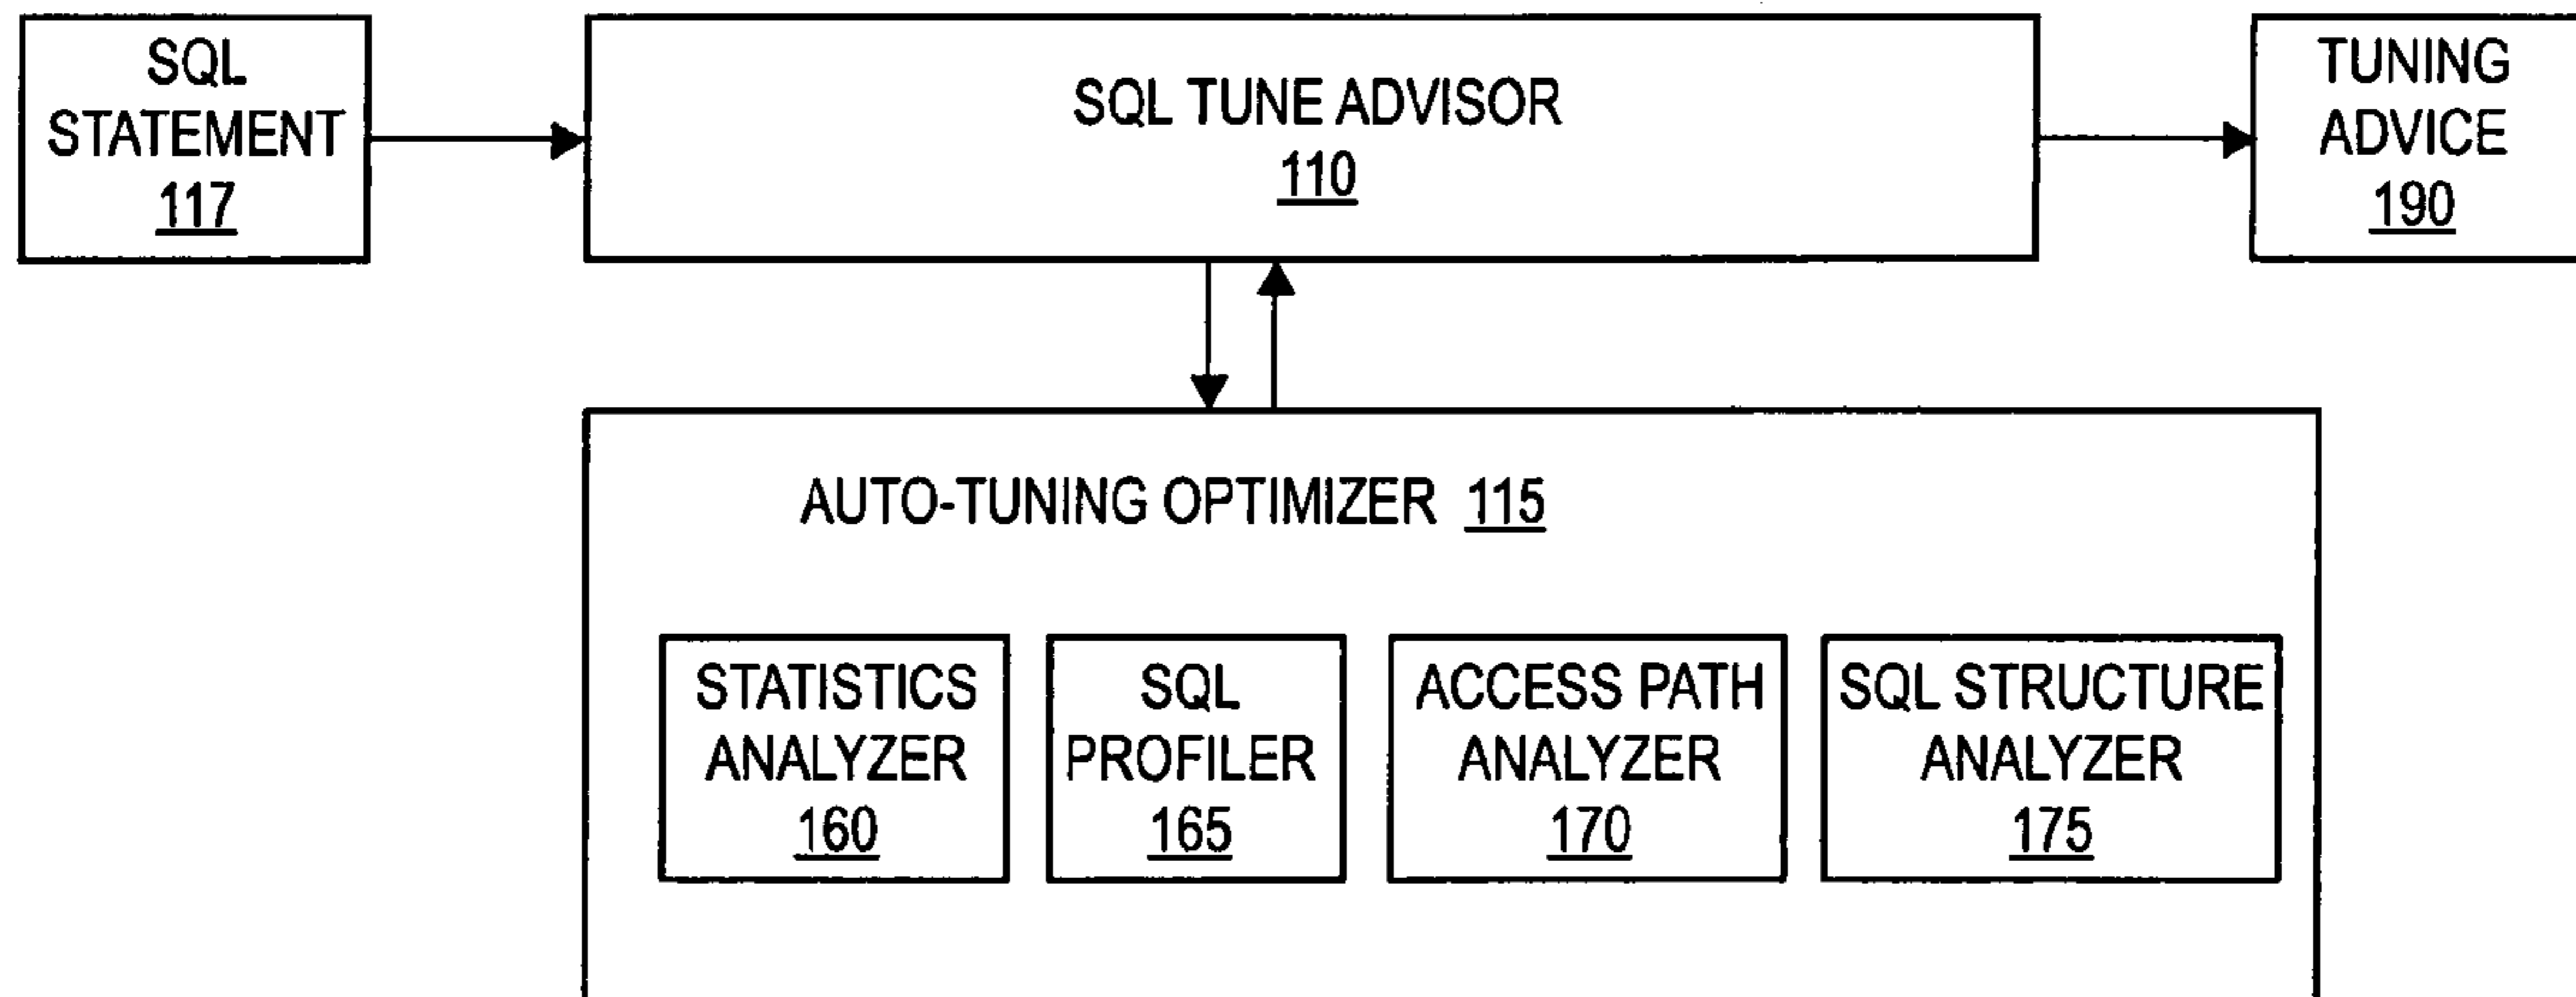 SQL
STATEMENT
117
SQL TUNE ADVISOR
110
TUNING
ADVICE
190
AUTO-TUNING OPTIMIZER 115
STATISTICS
ANALYZER
160
SQL
PROFILER
165
ACCESS PATH
ANALYZER
170
SQL STRUCTURE
ANALYZER
175